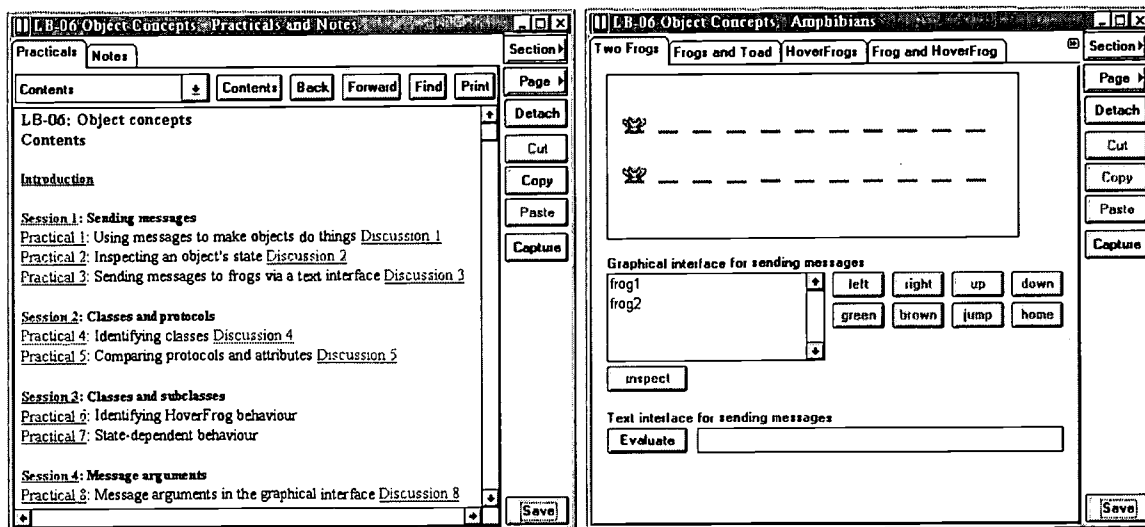 LB-06 Object Concepts: Practicals and Notes
Practicals Notes
Contents Contents Back Forward Find Print
LB-06: Object concepts
Contents
Introduction
Session 1: Sending messages
Practical 1: Using messages to make objects do things Discussion 1
Practical 2: Inspecting an object's state Discussion 2
Practical 3: Sending messages to frogs via a text interface Discussion 3
Session 2: Classes and protocols
Practical 4: Identifying classes Discussion 4
Practical 5: Comparing protocols and attributes Discussion 5
Session 3: Classes and subclasses
Practical 6: Identifying HoverFrog behaviour
Practical 7: State-dependent behaviour
Session 4: Message arguments
Practical 8: Message arguments in the graphical interface Discussion 8
Section
Page
Detach
Cut
Copy
Paste
Capture
Save
LB-06 Object Concepts: Amphibians
Two Frogs Frogs and Toad HoverFrogs Frog and HoverFrog
Graphical interface for sending messages
frog1
frog2
left right up down
green brown jump home
inspect
Text interface for sending messages
Evaluate
Section
Page
Detach
Cut
Copy
Paste
Capture
Save